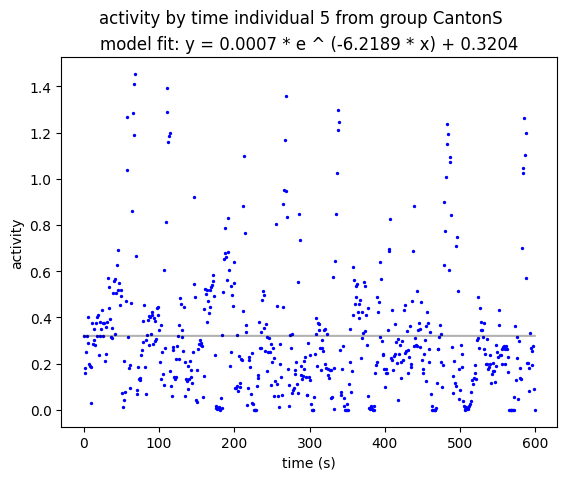 activity by time individual 5 from group CantonS
model fit: y = 0.0007 * e ^ (-6.2189 * x) + 0.3204
1.4
1.2
1.0
0.8
0.6
0.4
0.2
0.0
activity
0 100 200 300 400 500 600
time (s)